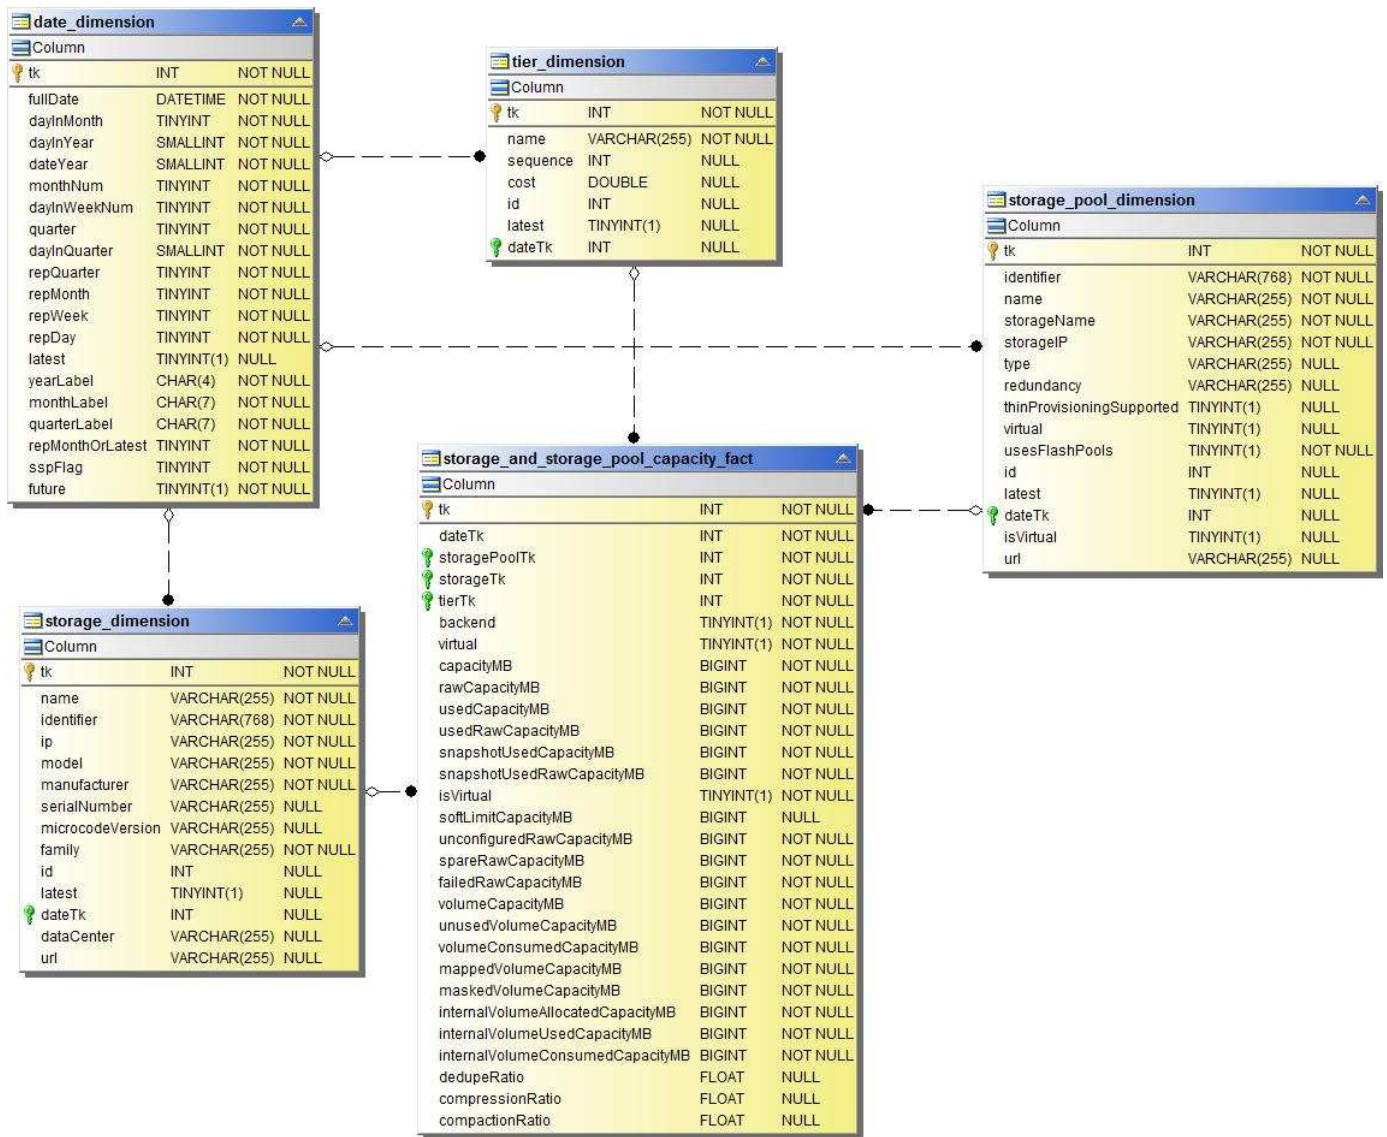 date_dimension
Column
tk INT NOT NULL
fullDate DATETIME NOT NULL
dayInMonth TINYINT NOT NULL
dayInYear SMALLINT NOT NULL
dateYear SMALLINT NOT NULL
monthNum TINYINT NOT NULL
dayInWeekNum TINYINT NOT NULL
quarter TINYINT NOT NULL
dayInQuarter SMALLINT NOT NULL
repQuarter TINYINT NOT NULL
repMonth TINYINT NOT NULL
repWeek TINYINT NOT NULL
repDay TINYINT NOT NULL
latest TINYINT(1) NULL
yearLabel CHAR(4) NOT NULL
monthLabel CHAR(7) NOT NULL
quarterLabel CHAR(7) NOT NULL
repMonthOrLatest TINYINT NOT NULL
sspFlag TINYINT NOT NULL
future TINYINT(1) NOT NULL
tier_dimension
Column
tk INT NOT NULL
name VARCHAR(255) NOT NULL
sequence INT NULL
cost DOUBLE NULL
id INT NULL
latest TINYINT(1) NULL
dateTk INT NULL
storage_pool_dimension
Column
tk INT NOT NULL
identifier VARCHAR(768) NOT NULL
name VARCHAR(255) NOT NULL
storageName VARCHAR(255) NOT NULL
storageIP VARCHAR(255) NOT NULL
type VARCHAR(255) NULL
redundancy VARCHAR(255) NULL
thinProvisioningSupported TINYINT(1) NULL
virtual TINYINT(1) NULL
usesFlashPools TINYINT(1) NOT NULL
id INT NULL
latest TINYINT(1) NULL
dateTk INT NULL
isVirtual TINYINT(1) NULL
url VARCHAR(255) NULL
storage_and_storage_pool_capacity_fact
Column
tk INT NOT NULL
dateTk INT NOT NULL
storagePoolTk INT NOT NULL
storageTk INT NOT NULL
tierTk INT NOT NULL
backend TINYINT(1) NOT NULL
virtual TINYINT(1) NOT NULL
capacityMB BIGINT NOT NULL
rawCapacityMB BIGINT NOT NULL
usedCapacityMB BIGINT NOT NULL
usedRawCapacityMB BIGINT NOT NULL
snapshotUsedCapacityMB BIGINT NOT NULL
snapshotUsedRawCapacityMB BIGINT NOT NULL
isVirtual TINYINT(1) NOT NULL
softLimitCapacityMB BIGINT NULL
unconfiguredRawCapacityMB BIGINT NOT NULL
spareRawCapacityMB BIGINT NOT NULL
failedRawCapacityMB BIGINT NOT NULL
volumeCapacityMB BIGINT NOT NULL
unusedVolumeCapacityMB BIGINT NOT NULL
volumeConsumedCapacityMB BIGINT NOT NULL
mappedVolumeCapacityMB BIGINT NOT NULL
maskedVolumeCapacityMB BIGINT NOT NULL
internalVolumeAllocatedCapacityMB BIGINT NOT NULL
internalVolumeUsedCapacityMB BIGINT NOT NULL
internalVolumeConsumedCapacityMB BIGINT NOT NULL
dedupeRatio FLOAT NULL
compressionRatio FLOAT NULL
compactionRatio FLOAT NULL
storage_dimension
Column
tk INT NOT NULL
name VARCHAR(255) NOT NULL
identifier VARCHAR(768) NOT NULL
ip VARCHAR(255) NOT NULL
model VARCHAR(255) NOT NULL
manufacturer VARCHAR(255) NOT NULL
serialNumber VARCHAR(255) NULL
microcodeVersion VARCHAR(255) NULL
family VARCHAR(255) NOT NULL
id INT NULL
latest TINYINT(1) NULL
dateTk INT NULL
dataCenter VARCHAR(255) NULL
url VARCHAR(255) NULL